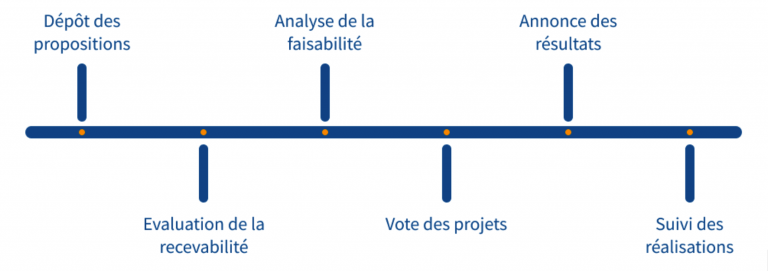 Dépôt des
propositions
Analyse de la
faisabilité
Annonce des
résultats
Evaluation de la
recevabilité
Vote des projets
Suivi des
réalisations